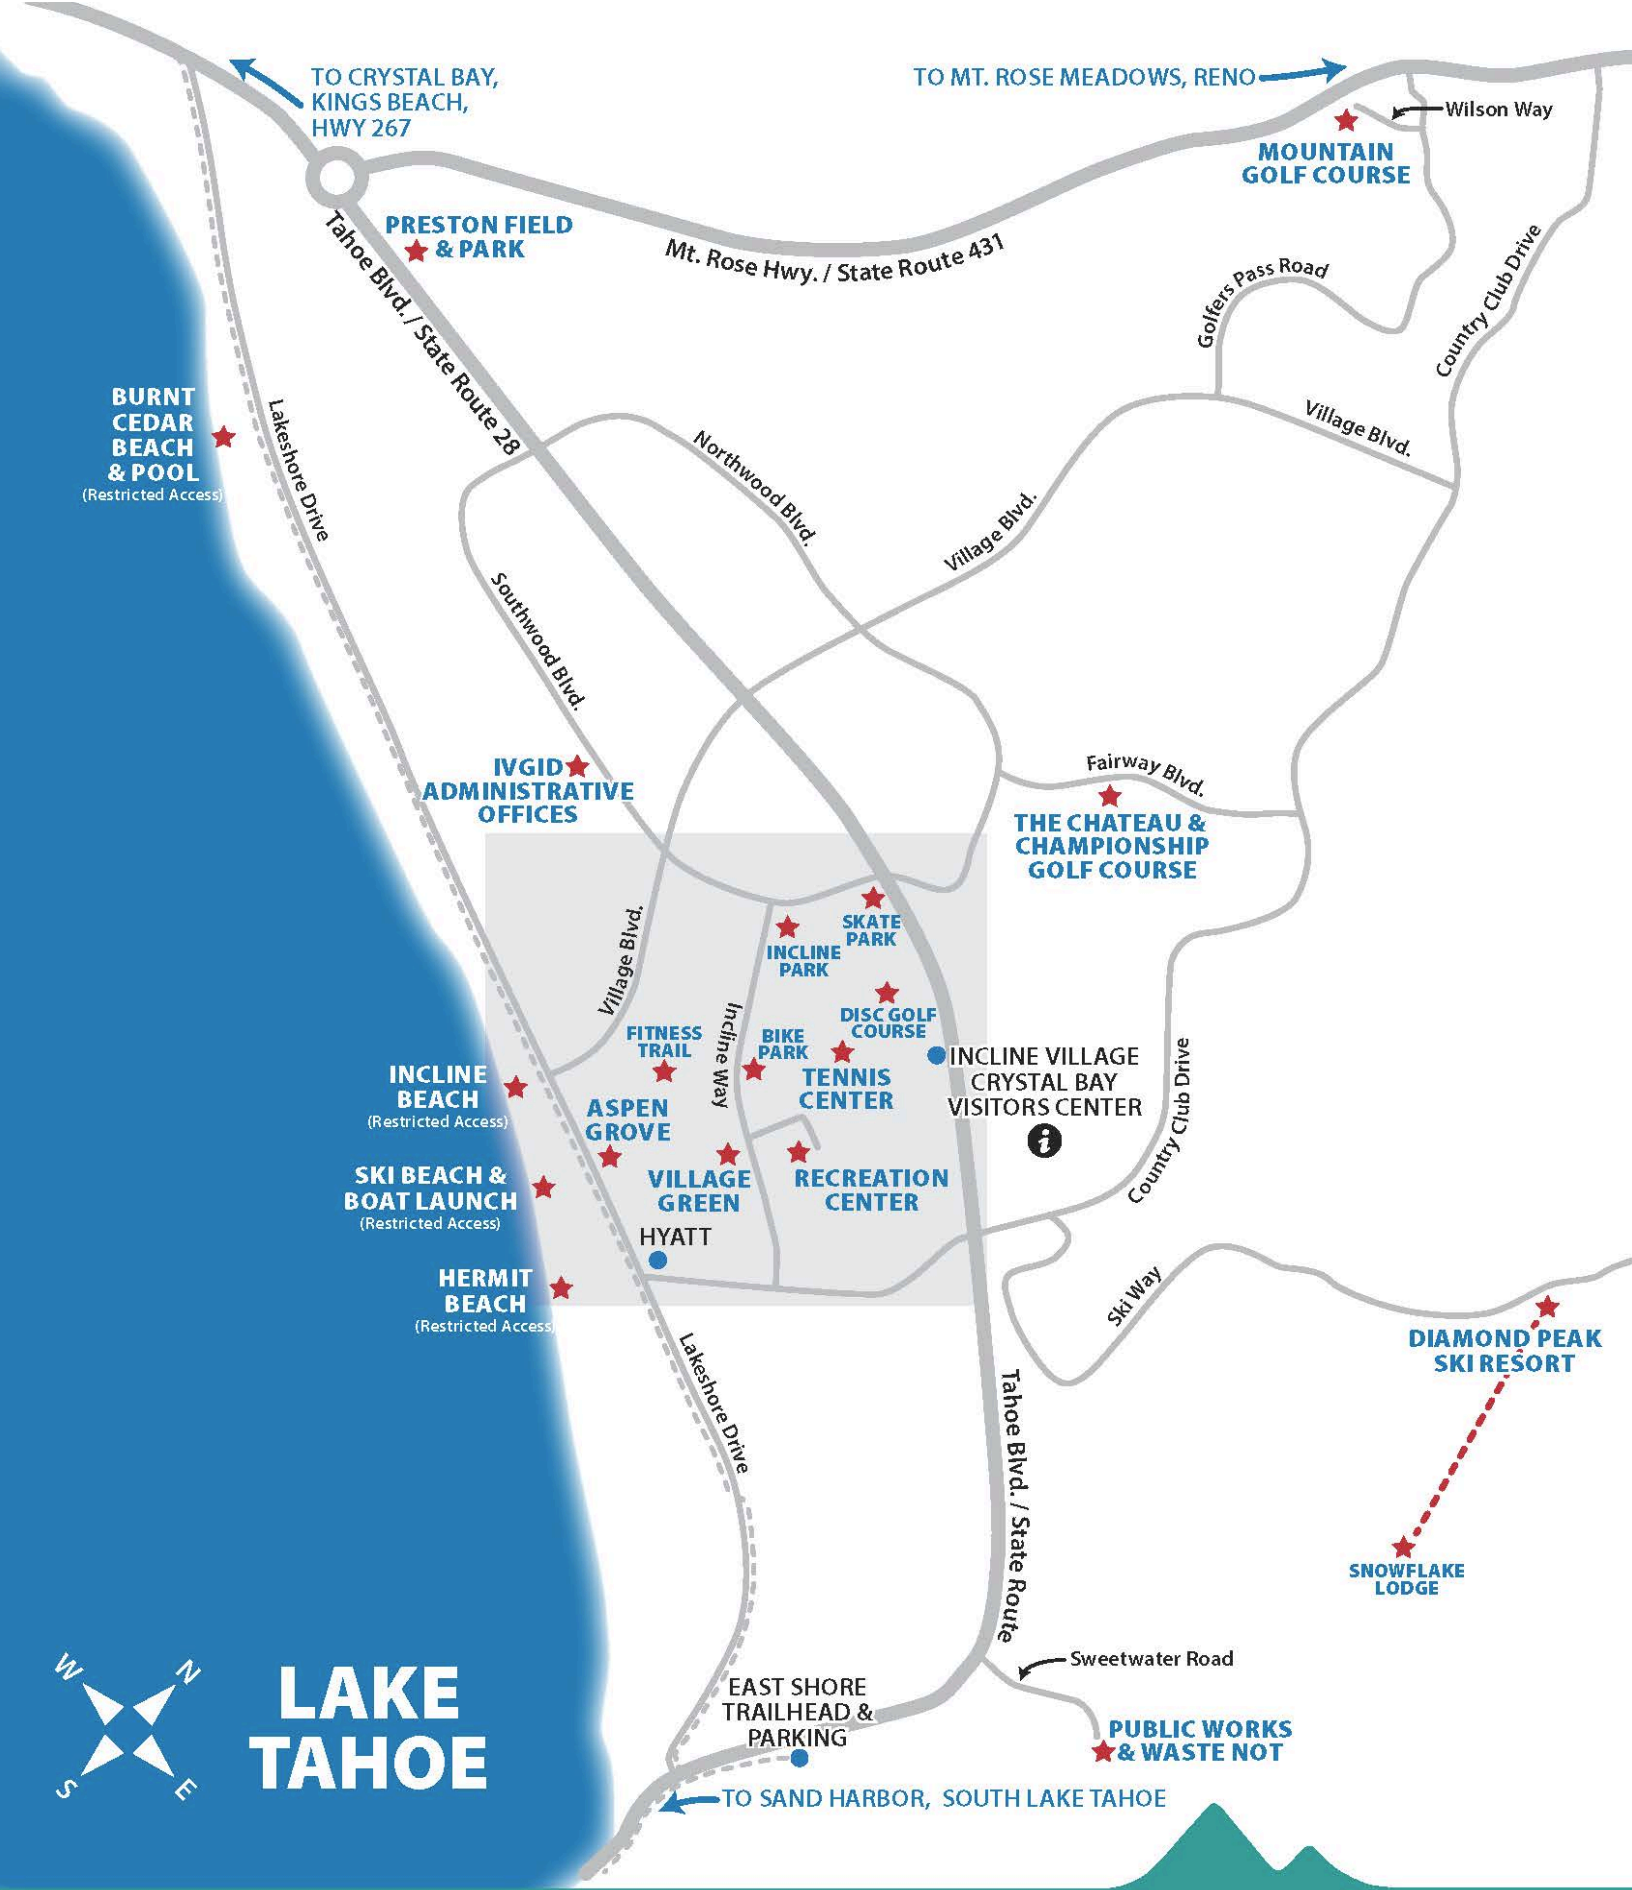 TO CRYSTAL BAY,
KINGS BEACH,
HWY 267
TO MT. ROSE MEADOWS, RENO
Wilson Way
MOUNTAIN
GOLF COURSE
PRESTON FIELD
& PARK
Tahoe Blvd. / State Route 28
Mt. Rose Hwy. / State Route 431
Golfers Pass Road
Country Club Drive
Village Blvd.
BURNT
CEDAR
BEACH
& POOL
(Restricted Access)
Lakeshore Drive
Northwood Blvd.
Village Blvd.
Southwood Blvd.
IVGID
ADMINISTRATIVE
OFFICES
Fairway Blvd.
THE CHATEAU &
CHAMPIONSHIP
GOLF COURSE
SKATE
PARK
INCLINE
PARK
Village Blvd.
DISC GOLF
COURSE
FITNESS
TRAIL
Incline Way
BIKE
PARK
TENNIS
CENTER
INCLINE VILLAGE
CRYSTAL BAY
VISITORS CENTER
i
Country Club Drive
INCLINE
BEACH
(Restricted Access)
ASPEN
GROVE
SKI BEACH &
BOAT LAUNCH
(Restricted Access)
VILLAGE
GREEN
RECREATION
CENTER
HYATT
HERMIT
BEACH
(Restricted Access)
Ski Way
DIAMOND PEAK
SKI RESORT
Lakeshore Drive
Tahoe Blvd. / State Route
SNOWFLAKE
LODGE
Sweetwater Road
EAST SHORE
TRAILHEAD &
PARKING
PUBLIC WORKS
& WASTE NOT
TO SAND HARBOR, SOUTH LAKE TAHOE
W
N
S
E
LAKE
TAHOE